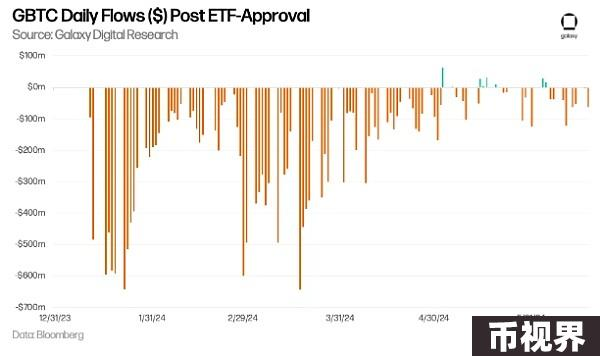 GBTC Daily Flows ($) Post ETF-Approval
Source: Galaxy Digital Research
galaxy
$100m
$0m
-$100m
-$200m
-$300m
-$400m
-$500m
-$600m
-$700m
12/31/23 1/31/24 2/29/24 3/31/24 4/30/24
Data: Bloomberg
币视界